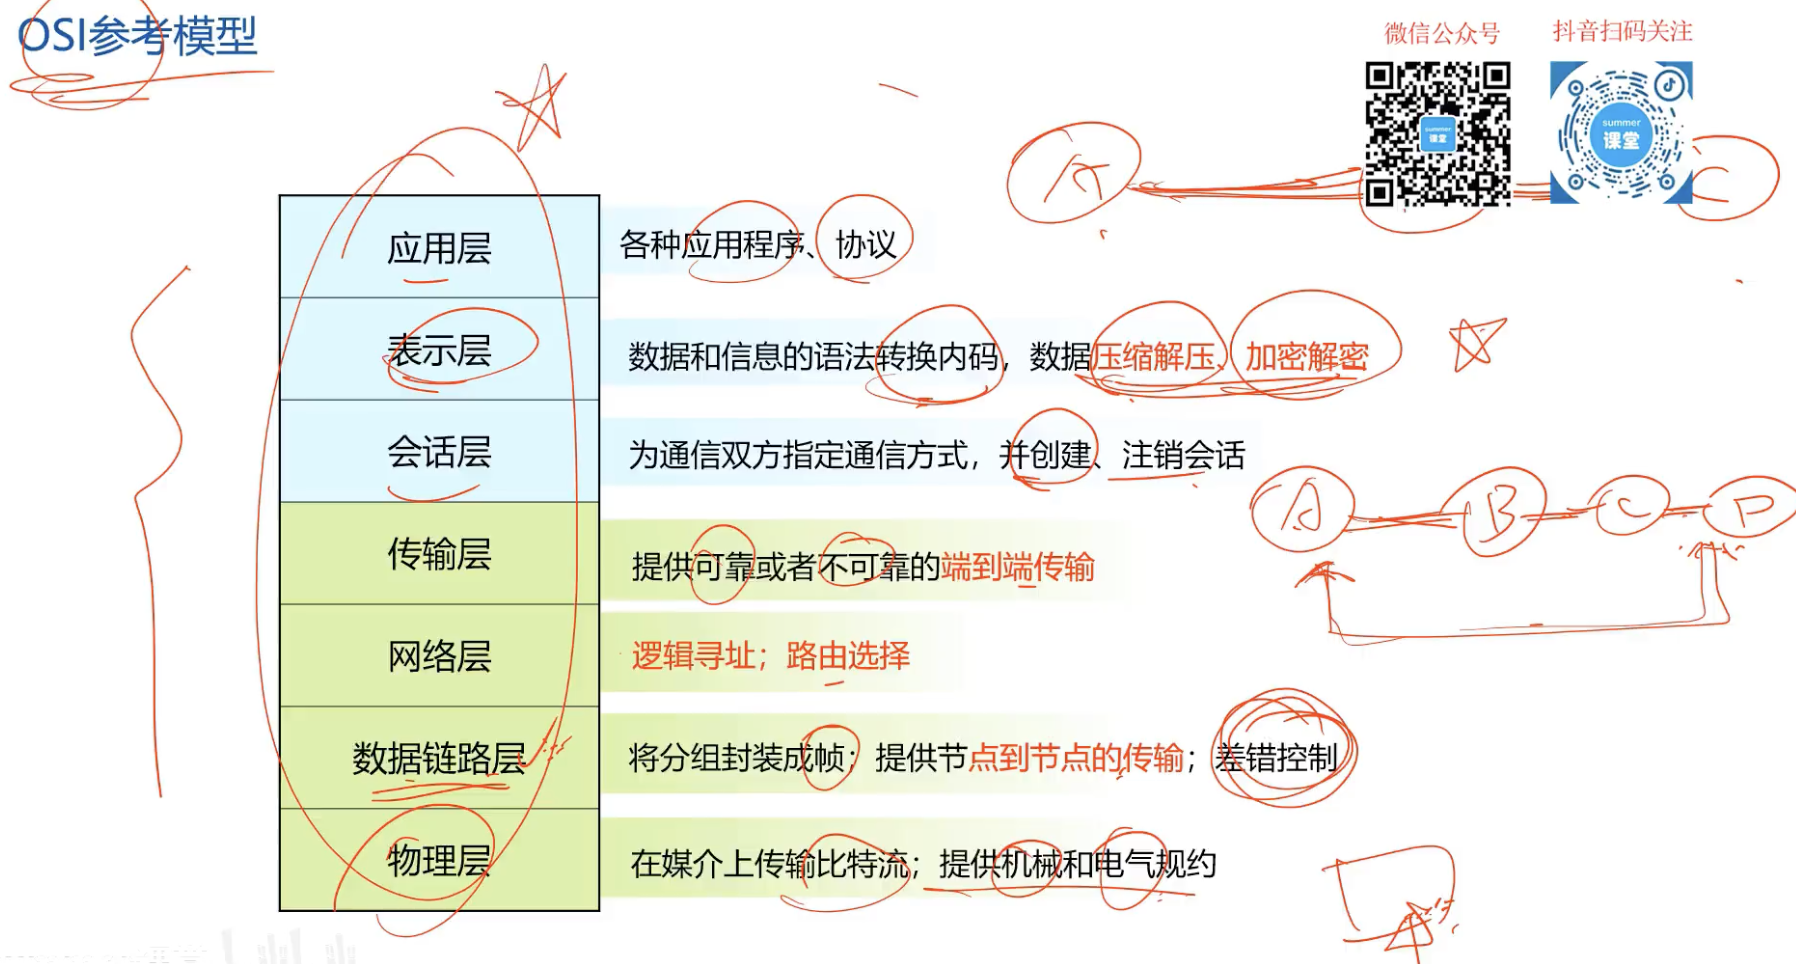 OSI参考模型
微信公众号
抖音扫码关注
summer
课堂
summer
课堂
A
C
应用层
各种应用程序、协议
表示层
数据和信息的语法转换内码，数据压缩解压、加密解密
会话层
为通信双方指定通信方式，并创建、注销会话
A B C D
传输层
提供可靠或者不可靠的端到端传输
网络层
逻辑寻址；路由选择
数据链路层
将分组封装成帧；提供节点到节点的传输；差错控制
物理层
在媒介上传输比特流；提供机械和电气规约